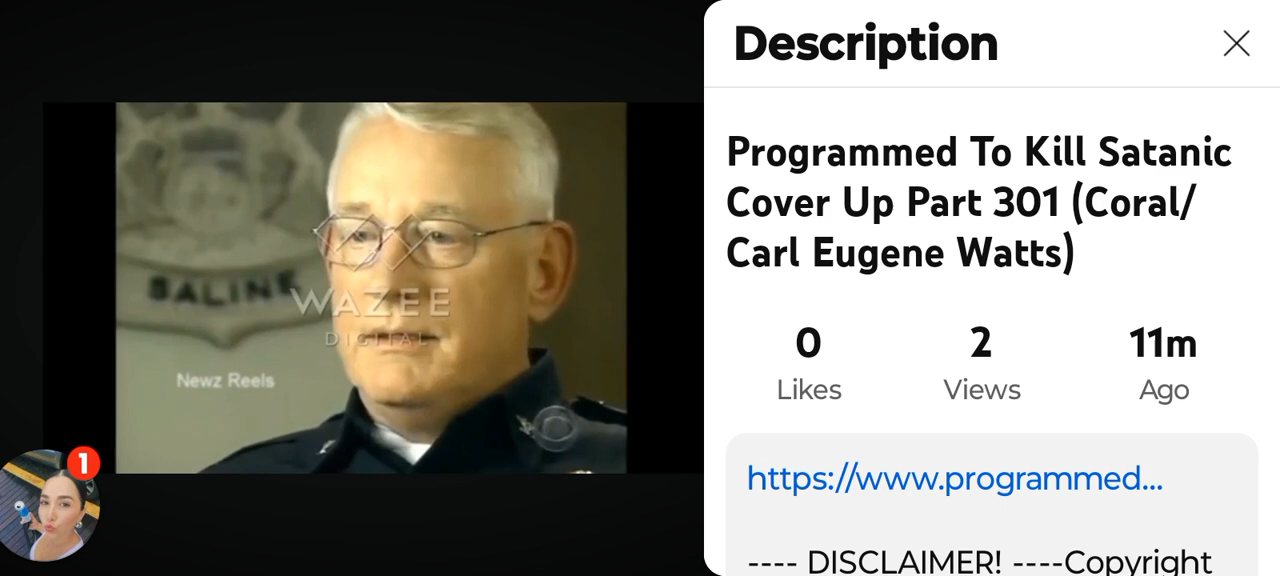 SALINE
WAZEE
DIGITAL
Newz Reels
1
Description
Programmed To Kill Satanic
Cover Up Part 301 (Coral/
Carl Eugene Watts)
0
2
11m
Likes
Views
Ago
https://www.programmed...
---- DISCLAIMER! ----Copyright